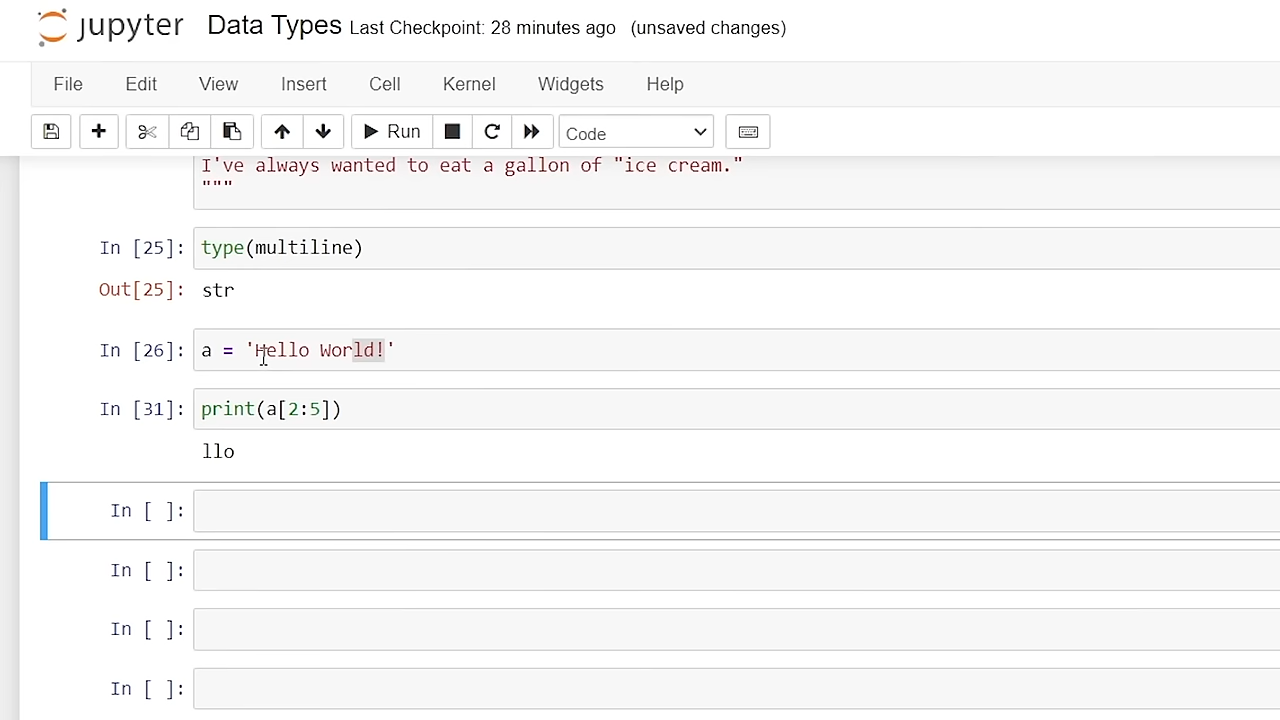 jupyter Data Types Last Checkpoint: 28 minutes ago (unsaved changes)
File Edit View Insert Cell Kernel Widgets Help
Run Code
I've always wanted to eat a gallon of "ice cream."
"""
In [25]: type(multiline)
Out[25]: str
In [26]: a = 'Hello World!'
In [31]: print(a[2:5])
llo
In [ ]:
In [ ]:
In [ ]:
In [ ]: